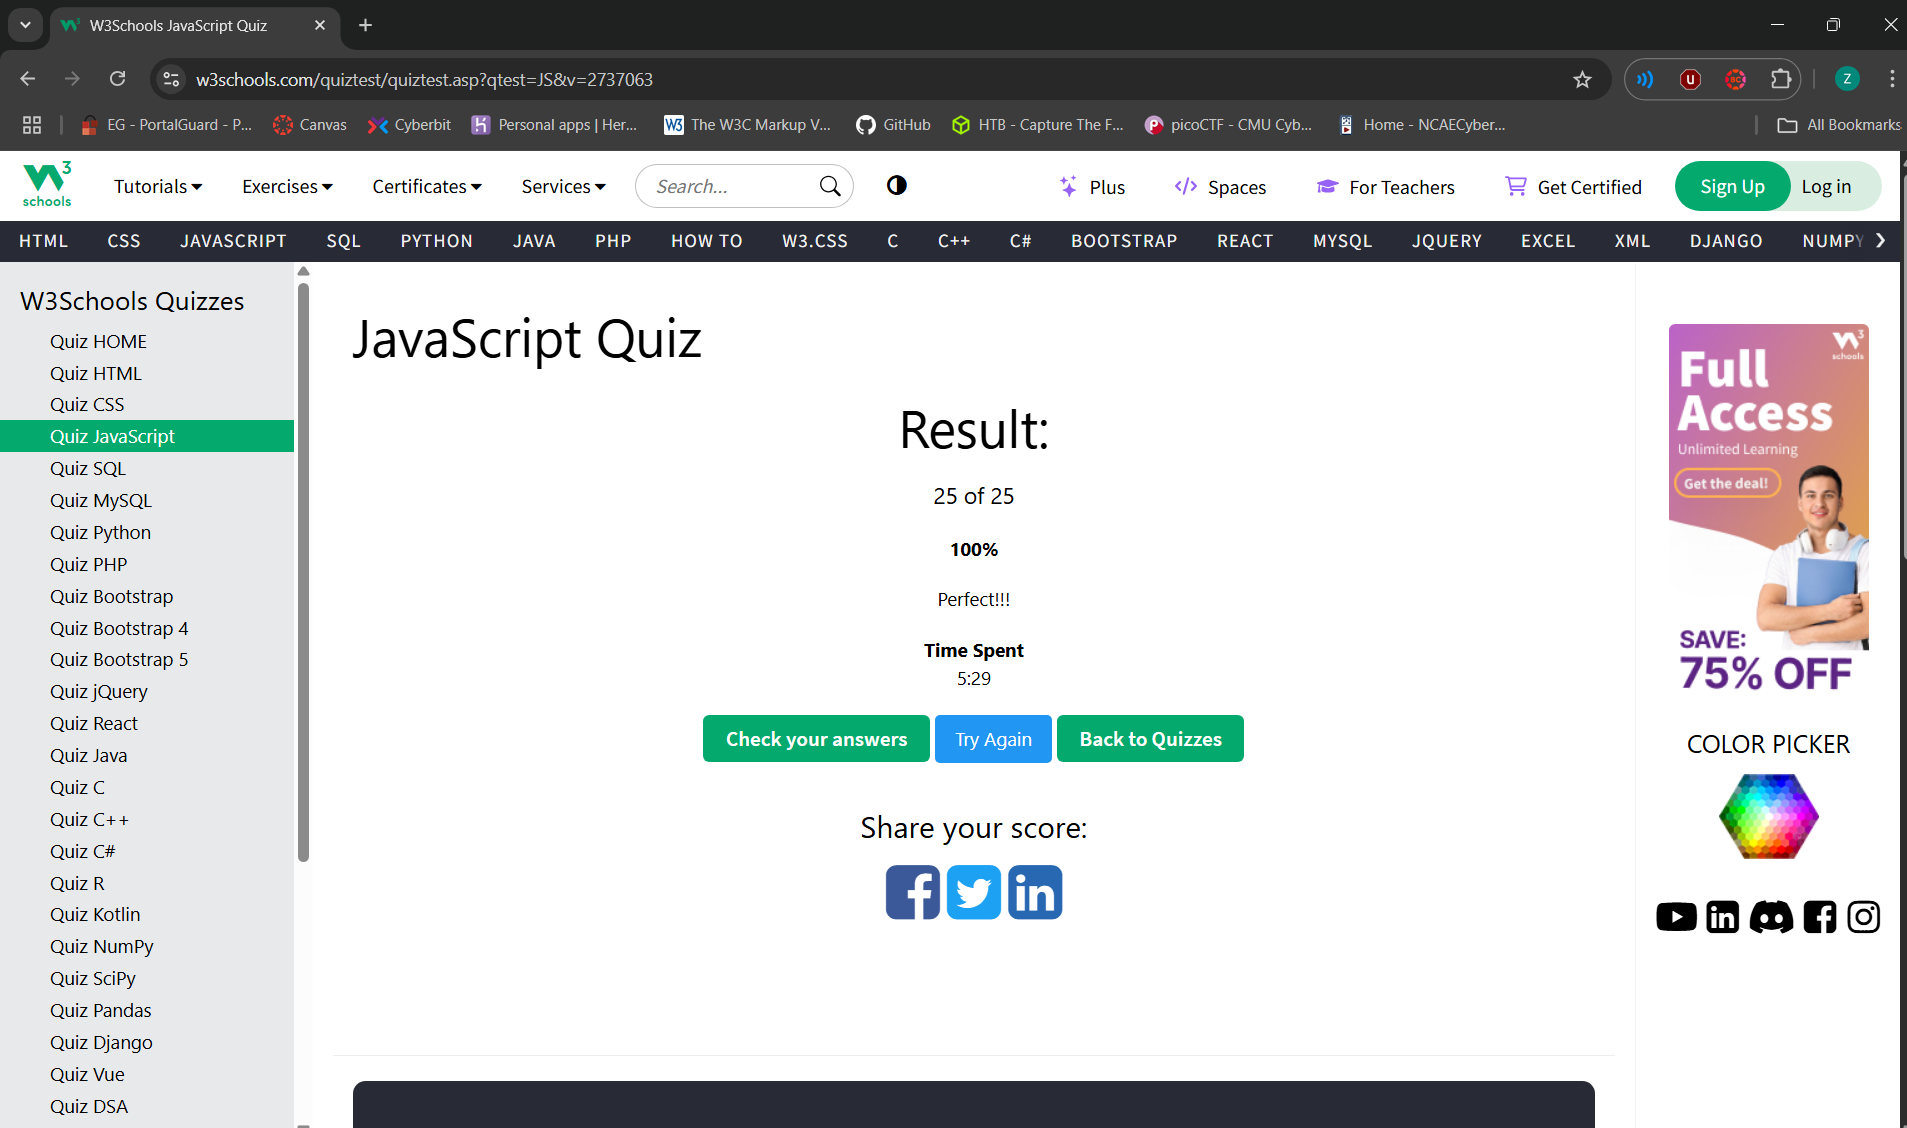 W3Schools JavaScript Quiz
w3schools.com/quiztest/quiztest.asp?qtest=JS&v=2737063
Z
EG - PortalGuard - P...
Canvas
Cyberbit
Personal apps | Her...
The W3C Markup V...
GitHub
HTB - Capture The F...
picoCTF - CMU Cyb...
Home - NCAECyber...
All Bookmarks
W3 schools
Tutorials
Exercises
Certificates
Services
Search...
Plus
Spaces
For Teachers
Get Certified
Sign Up
Log in
HTML CSS JAVASCRIPT SQL PYTHON JAVA PHP HOW TO W3.CSS C C++ C# BOOTSTRAP REACT MYSQL JQUERY EXCEL XML DJANGO NUMPY
W3Schools Quizzes
Quiz HOME
Quiz HTML
Quiz CSS
Quiz JavaScript
Quiz SQL
Quiz MySQL
Quiz Python
Quiz PHP
Quiz Bootstrap
Quiz Bootstrap 4
Quiz Bootstrap 5
Quiz jQuery
Quiz React
Quiz Java
Quiz C
Quiz C++
Quiz C#
Quiz R
Quiz Kotlin
Quiz NumPy
Quiz SciPy
Quiz Pandas
Quiz Django
Quiz Vue
Quiz DSA
JavaScript Quiz
Result:
25 of 25
100%
Perfect!!!
Time Spent
5:29
Check your answers
Try Again
Back to Quizzes
Share your score:
W3 schools
Full
Access
Unlimited Learning
Get the deal!
SAVE:
75% OFF
COLOR PICKER